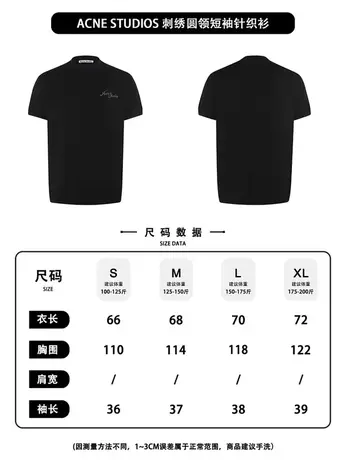 ACNE STUDIOS 刺绣圆领短袖针织衫
Acne
Studios
尺码数据
SIZE DATA
尺码
SIZE
S
建议体重
100-125斤
M
建议体重
125-150斤
L
建议体重
150-175斤
XL
建议体重
175-200斤
衣长 66 68 70 72
胸围 110 114 118 122
肩宽 / / / /
袖长 36 37 38 39
(因测量方法不同，1~3CM误差属于正常范围，商品建议手洗)